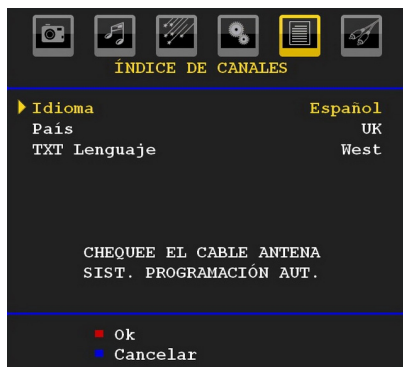 ÍNDICE DE CANALES
Idioma Español
País UK
TXT Lenguaje West
CHEQUEE EL CABLE ANTENA
SIST. PROGRAMACIÓN AUT.
Ok
Cancelar